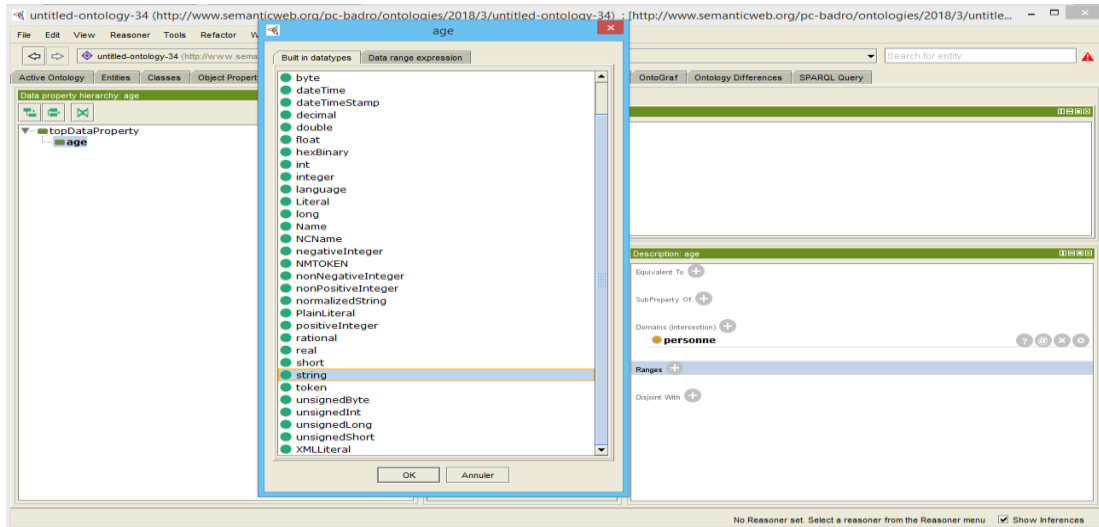 untitled-ontology-34 (http://www.semanticweb.org/pc-badro/ontologies/2018/3/untitled-ontology-34) : [http://www.semanticweb.org/pc-badro/ontologies/2018/3/untitle...
File Edit View Reasoner Tools Refactor W
age
untitled-ontology-34 (http://www.sema
Search for entity
Active Ontology Entities Classes Object Propert
OntoGraf Ontology Differences SPARQL Query
Data property hierarchy: age
topDataProperty
age
Built in datatypes Data range expression
byte
dateTime
dateTimeStamp
decimal
double
float
hexBinary
int
integer
language
Literal
long
Name
NCName
negativeInteger
NMTOKEN
nonNegativeInteger
nonPositiveInteger
normalizedString
PlainLiteral
positiveInteger
rational
real
short
string
token
unsignedByte
unsignedInt
unsignedLong
unsignedShort
XMLLiteral
OK Annuler
Description: age
Equivalent To
SubProperty Of
Domains (intersection)
personne
Ranges
Disjoint With
No Reasoner set. Select a reasoner from the Reasoner menu Show Inferences